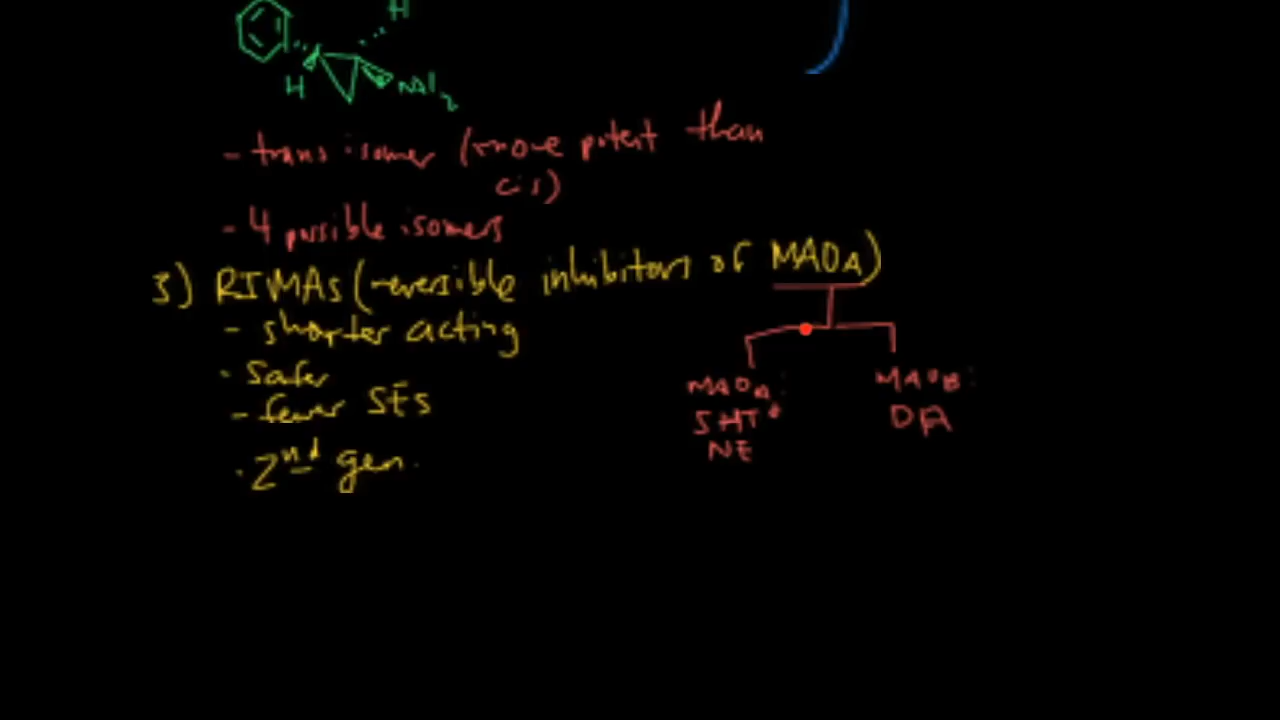 H
H NH2
- trans isomer (more potent than
cis)
- 4 possible isomers
3) RIMAs (reversible inhibitors of MAOA)
- shorter acting
- Safer
- fewer SEs
- 2nd gen.
MAOA: MAOB:
5HT* DA
NE